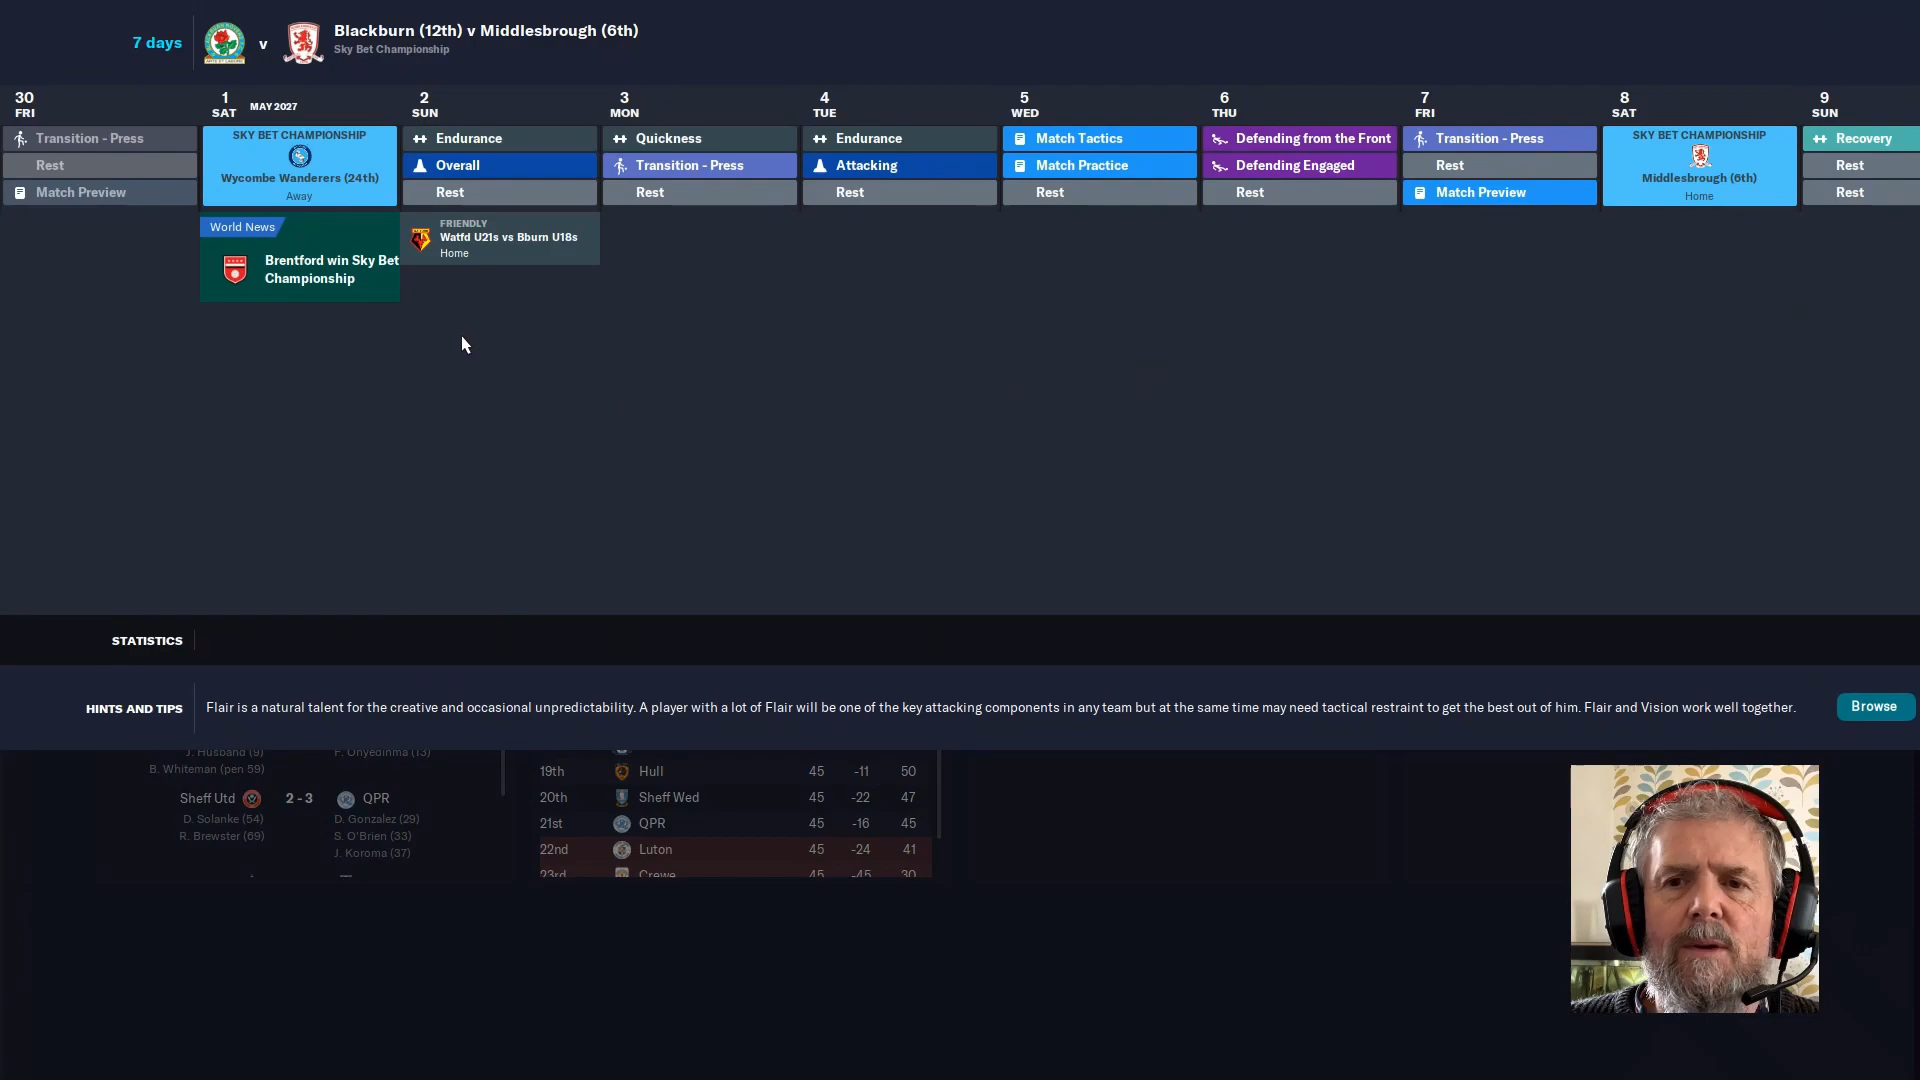 7 days
v
Blackburn (12th) v Middlesbrough (6th)
Sky Bet Championship
30
FRI
1
SAT
MAY 2027
2
SUN
3
MON
4
TUE
5
WED
6
THU
7
FRI
8
SAT
9
SUN
Transition - Press
Rest
Match Preview
SKY BET CHAMPIONSHIP
Wycombe Wanderers (24th)
Away
Endurance
Overall
Rest
Quickness
Transition - Press
Rest
Endurance
Attacking
Rest
Match Tactics
Match Practice
Rest
Defending from the Front
Defending Engaged
Rest
Transition - Press
Rest
Match Preview
SKY BET CHAMPIONSHIP
Middlesbrough (6th)
Home
Recovery
Rest
Rest
World News
Brentford win Sky Bet
Championship
FRIENDLY
Watfd U21s vs Bburn U18s
Home
STATISTICS
HINTS AND TIPS
Flair is a natural talent for the creative and occasional unpredictability. A player with a lot of Flair will be one of the key attacking components in any team but at the same time may need tactical restraint to get the best out of him. Flair and Vision work well together.
Browse
J. Husband (9)
F. Onyedinma (13)
B. Whiteman (pen 59)
Sheff Utd 2 - 3 QPR
D. Solanke (54) D. Gonzalez (29)
R. Brewster (69) S. O'Brien (33)
J. Koroma (37)
19th Hull 45 -11 50
20th Sheff Wed 45 -22 47
21st QPR 45 -16 45
22nd Luton 45 -24 41
23rd Crewe 45 -45 30